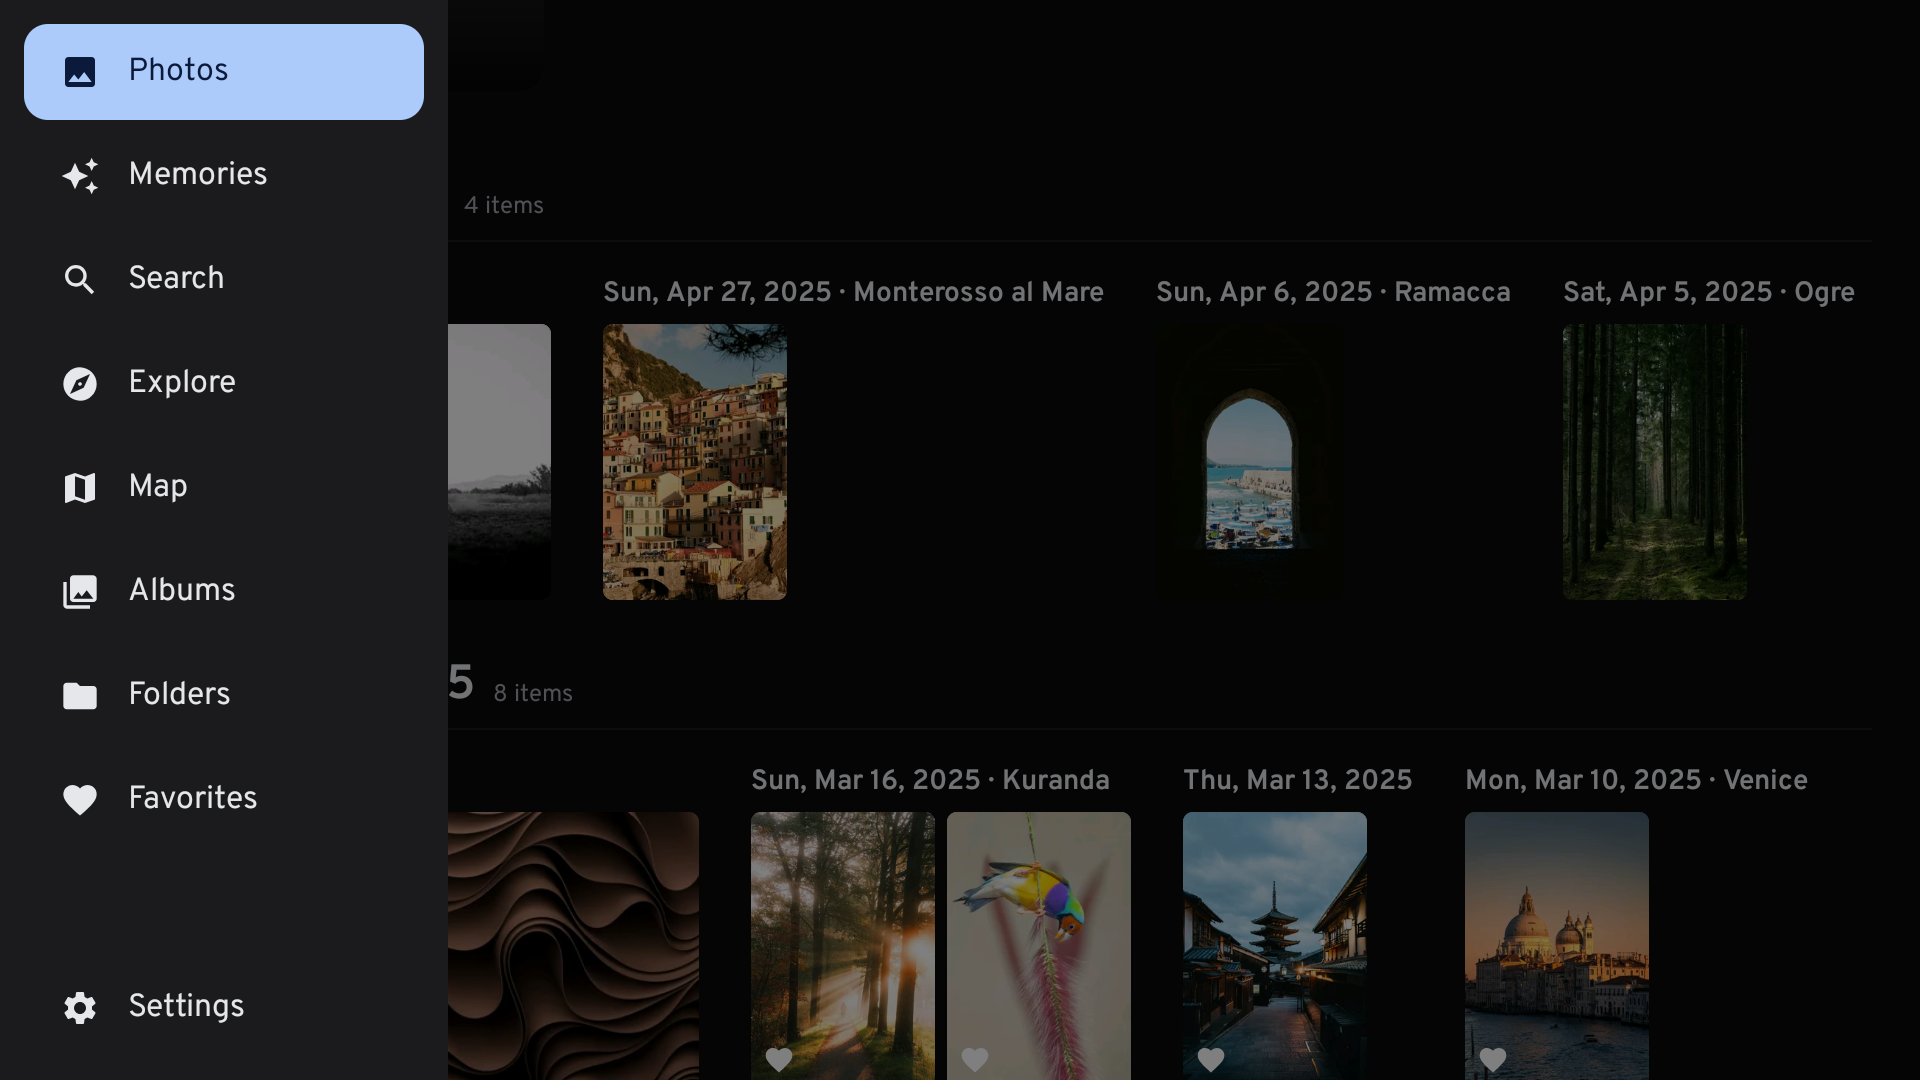 Photos
Memories
Search
Explore
Map
Albums
Folders
Favorites
Settings
4 items
Sun, Apr 27, 2025 · Monterosso al Mare
Sun, Apr 6, 2025 · Ramacca
Sat, Apr 5, 2025 · Ogre
5 8 items
Sun, Mar 16, 2025 · Kuranda
Thu, Mar 13, 2025
Mon, Mar 10, 2025 · Venice